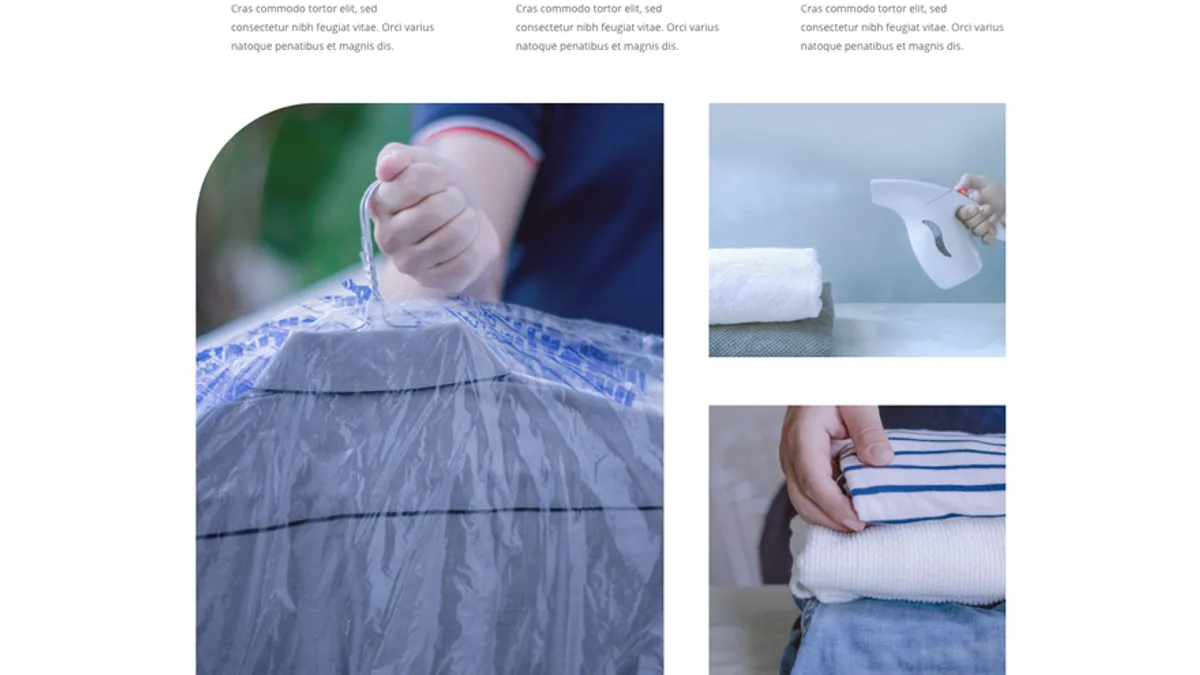 Cras commodo tortor elit, sed
consectetur nibh feugiat vitae. Orci varius
natoque penatibus et magnis dis.
Cras commodo tortor elit, sed
consectetur nibh feugiat vitae. Orci varius
natoque penatibus et magnis dis.
Cras commodo tortor elit, sed
consectetur nibh feugiat vitae. Orci varius
natoque penatibus et magnis dis.